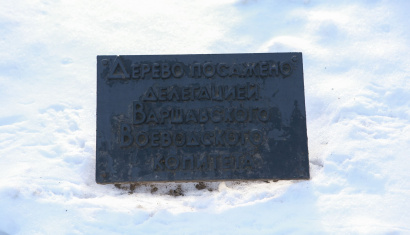 Дерево посажено
делегацией
Варшавского
воеводского
комитета